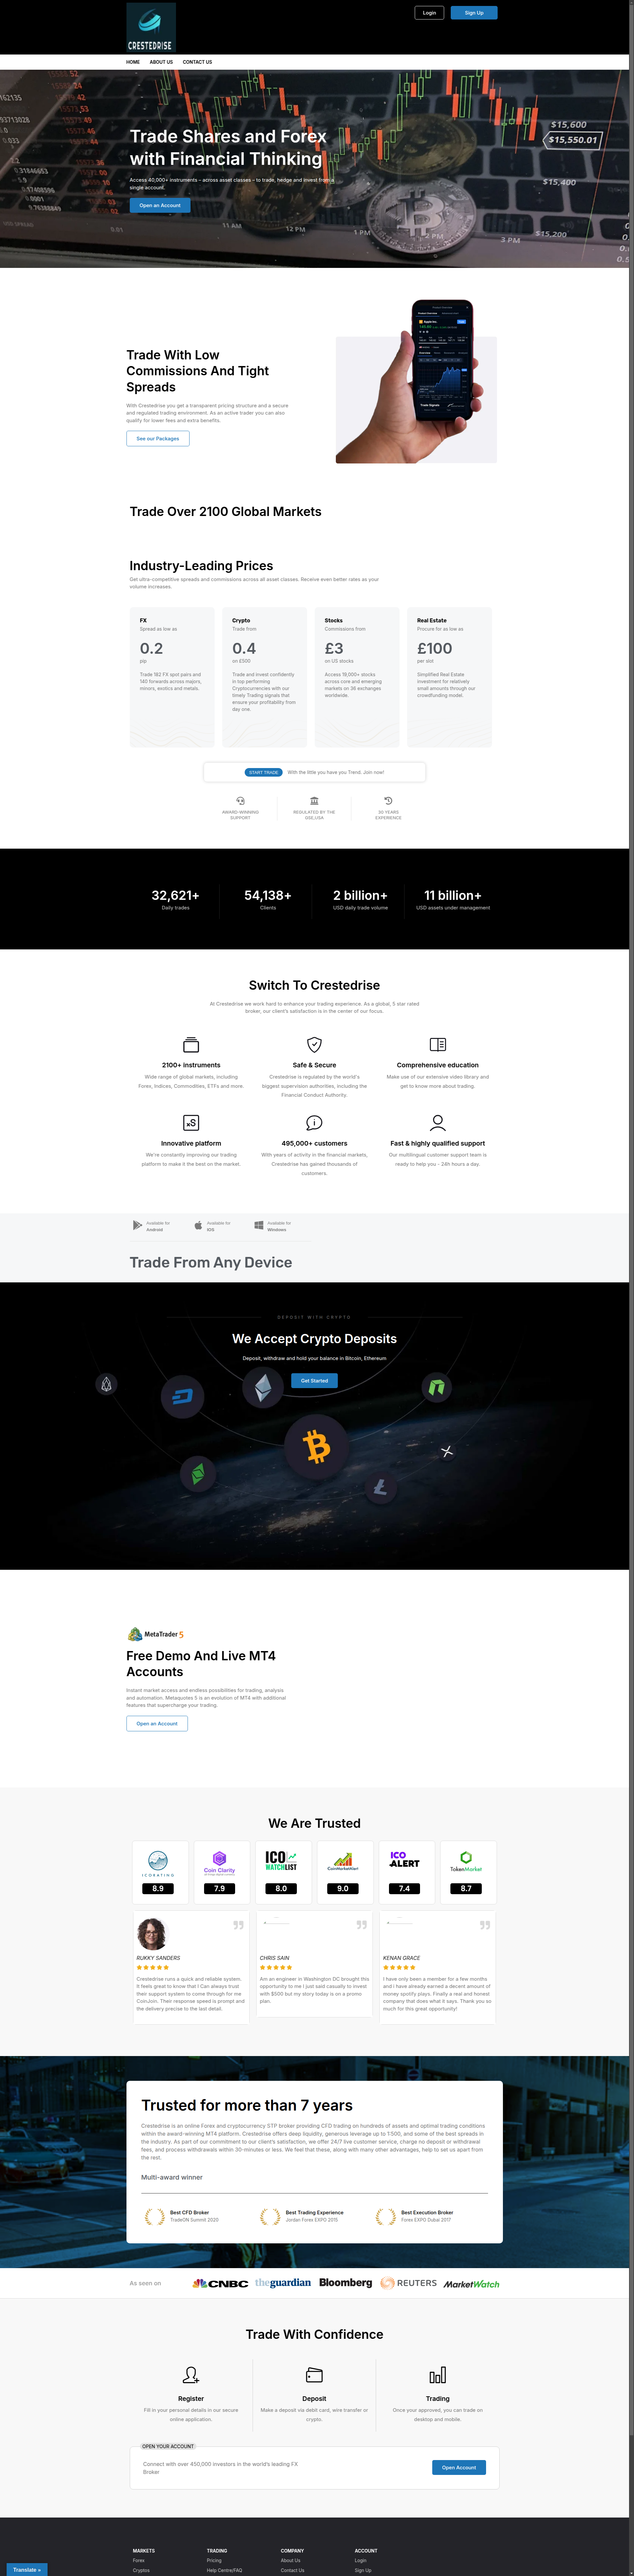 CRESTEDRISE
Login
Sign Up
HOME
ABOUT US
CONTACT US
Trade Shares and Forex
with Financial Thinking
Access 40,000+ instruments – across asset classes – to trade, hedge and invest from a
single account.
Open an Account
$15,600
$15,550.01
$15,400
$15,200
11 AM
12 PM
1 PM
2 PM
3 PM
Trade With Low
Commissions And Tight
Spreads
With Crestedrise you get a transparent pricing structure and a secure
and regulated trading environment. As an active trader you can also
qualify for lower fees and extra benefits.
See our Packages
Trade Over 2100 Global Markets
Industry-Leading Prices
Get ultra-competitive spreads and commissions across all asset classes. Receive even better rates as your
volume increases.
FX
Spread as low as
0.2
pip
Trade 182 FX spot pairs and
140 forwards across majors,
minors, exotics and metals.
Crypto
Trade from
0.4
on £500
Trade and invest confidently
in top performing
Cryptocurrencies with our
timely Trading signals that
ensure your profitability from
day one.
Stocks
Commissions from
£3
on US stocks
Access 19,000+ stocks
across core and emerging
markets on 36 exchanges
worldwide.
Real Estate
Procure for as low as
£100
per slot
Simplified Real Estate
investment for relatively
small amounts through our
crowdfunding model.
START TRADE
With the little you have you Trend: Join now!
AWARD-WINNING
SUPPORT
REGULATED BY THE
GSE,USA
20 YEARS
EXPERIENCE
32,621+
Daily trades
54,138+
Clients
2 billion+
USD daily trade volume
11 billion+
USD assets under management
Switch To Crestedrise
At Crestedrise we work hard to enhance your trading experience. As a global, 5 star rated
broker, our client's satisfaction is in the center of our focus.
2100+ instruments
Wide range of global markets, including
Forex, Indices, Commodities, ETFs and more.
Safe & Secure
Crestedrise is regulated by the world's
biggest supervision authorities, including the
Financial Conduct Authority.
Comprehensive education
Make use of our extensive video library and
get to know more about trading.
Innovative platform
We're constantly improving our trading
platform to make it the best on the market.
495,000+ customers
With years of activity in the financial markets,
Crestedrise has gained thousands of
customers.
Fast & highly qualified support
Our multilingual customer support team is
ready to help you - 24h hours a day.
Available for
Android
Available for
iOS
Available for
Windows
Trade From Any Device
DEPOSIT WITH CRYPTO
We Accept Crypto Deposits
Deposit, withdraw and hold your balance in Bitcoin, Ethereum
Get Started
MetaTrader 5
Free Demo And Live MT4
Accounts
Instant market access and endless possibilities for trading, analysis
and automation. Metaquotes 5 is an evolution of MT4 with additional
features that supercharge your trading.
Open an Account
We Are Trusted
ICORATING
8.9
Coin Clarity
7.9
ICO
WATCHLIST
8.0
CoinMarketAlert
9.0
ICO
ALERT
7.4
TokenMarket
8.7
RUKKY SANDERS
Crestedrise runs a quick and reliable system.
It feels great to know that I Can always trust
their support system to come through for me
CoinJoin. Their response speed is prompt and
the delivery precise to the last detail.
CHRIS SAIN
Am an engineer in Washington DC brought this
opportunity to me I just said casually to invest
with $500 but my story today is on a promo
plan.
KENAN GRACE
I have only been a member for a few months
and i have already earned a decent amount of
money spotify plays. Finally a real and honest
company that does what it says. Thank you so
much for this great opportunity!
Trusted for more than 7 years
Crestedrise is an online Forex and cryptocurrency STP broker providing CFD trading on hundreds of assets and optimal trading conditions
within the award-winning MT4 platform. Crestedrise offers deep liquidity, generous leverage up to 1:500, and some of the best spreads in
the industry. As part of our commitment to our client's satisfaction, we offer 24/7 live customer service, charge no deposit or withdrawal
fees, and process withdrawals within 30-minutes or less. We feel that these, along with many other advantages, help to set us apart from
the rest.
Multi-award winner
Best CFD Broker
TradeON Summit 2020
Best Trading Experience
Jordan Forex EXPO 2015
Best Execution Broker
Forex EXPO Dubai 2017
As seen on
CNBC
theguardian
Bloomberg
REUTERS
MarketWatch
Trade With Confidence
Register
Fill in your personal details in our secure
online application.
Deposit
Make a deposit via debit card, wire transfer or
crypto.
Trading
Once your approved, you can trade on
desktop and mobile.
OPEN YOUR ACCOUNT
Connect with over 450,000 investors in the world's leading FX
Broker
Open Account
MARKETS
Forex
Cryptos
TRADING
Pricing
Help Centre/FAQ
COMPANY
About Us
Contact Us
ACCOUNT
Login
Sign Up
Translate »